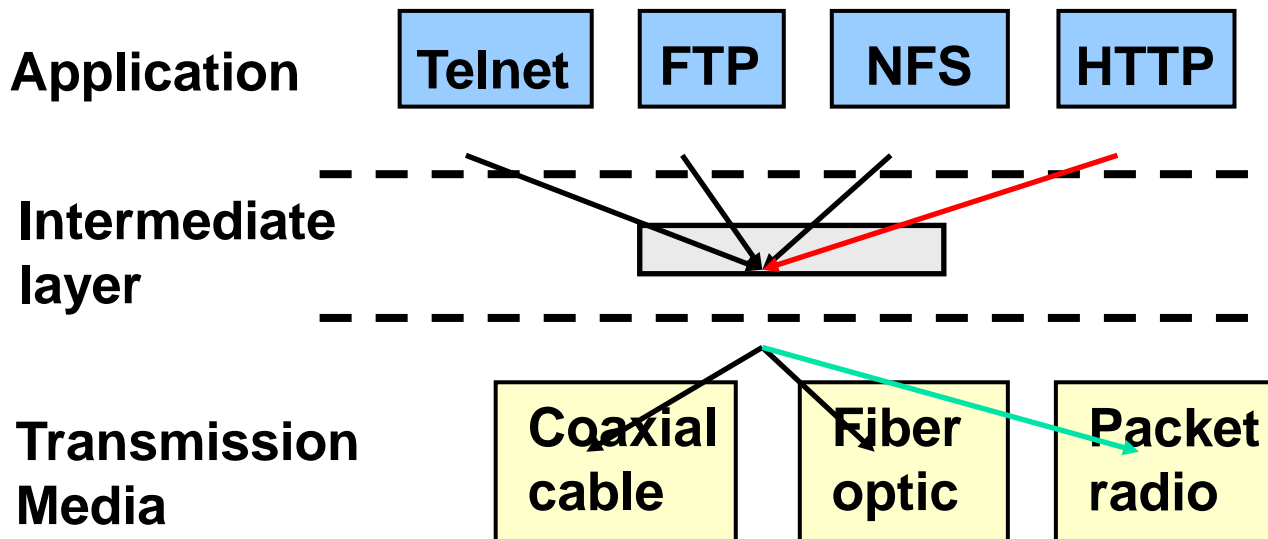 Application
Telnet
FTP
NFS
HTTP
Intermediate
layer
Transmission
Media
Coaxial
cable
Fiber
optic
Packet
radio